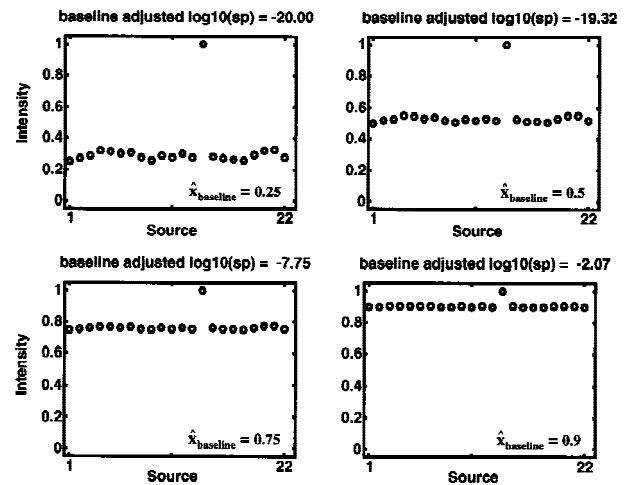 baseline adjusted log10(sp) = -20.00
1
0.8
0.6
0.4
0.2
0
Intensity
x̂baseline = 0.25
1
22
Source
baseline adjusted log10(sp) = -19.32
1
0.8
0.6
0.4
0.2
0
x̂baseline = 0.5
1
22
Source
baseline adjusted log10(sp) = -7.75
1
0.8
0.6
0.4
0.2
0
Intensity
x̂baseline = 0.75
1
22
Source
baseline adjusted log10(sp) = -2.07
1
0.8
0.6
0.4
0.2
0
x̂baseline = 0.9
1
22
Source